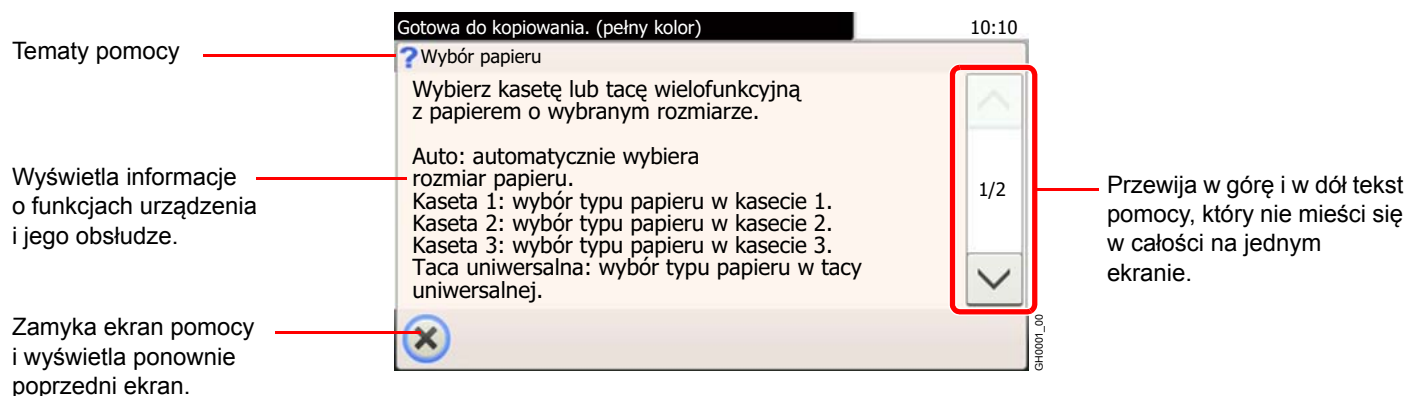 Gotowa do kopiowania. (pełny kolor) 10:10
Tematy pomocy
?Wybór papieru
Wybierz kasetę lub tacę wielofunkcyjną
z papierem o wybranym rozmiarze.
Auto: automatycznie wybiera
rozmiar papieru.
Kaseta 1: wybór typu papieru w kasecie 1.
Kaseta 2: wybór typu papieru w kasecie 2.
Kaseta 3: wybór typu papieru w kasecie 3.
Taca uniwersalna: wybór typu papieru w tacy
uniwersalnej.
1/2
Wyświetla informacje
o funkcjach urządzenia
i jego obsłudze.
Przewija w górę i w dół tekst
pomocy, który nie mieści się
w całości na jednym
ekranie.
Zamyka ekran pomocy
i wyświetla ponownie
poprzedni ekran.
GH0001_00